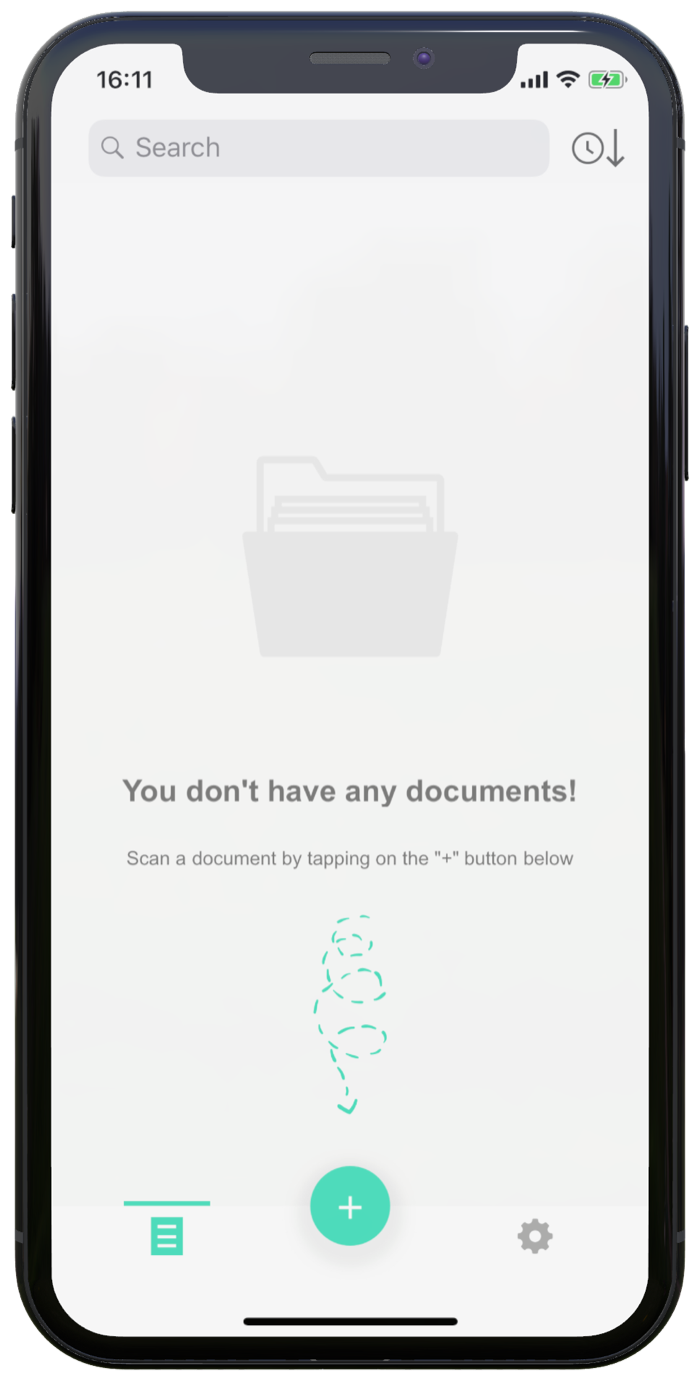 16:11
Search
You don't have any documents!
Scan a document by tapping on the "+" button below
+